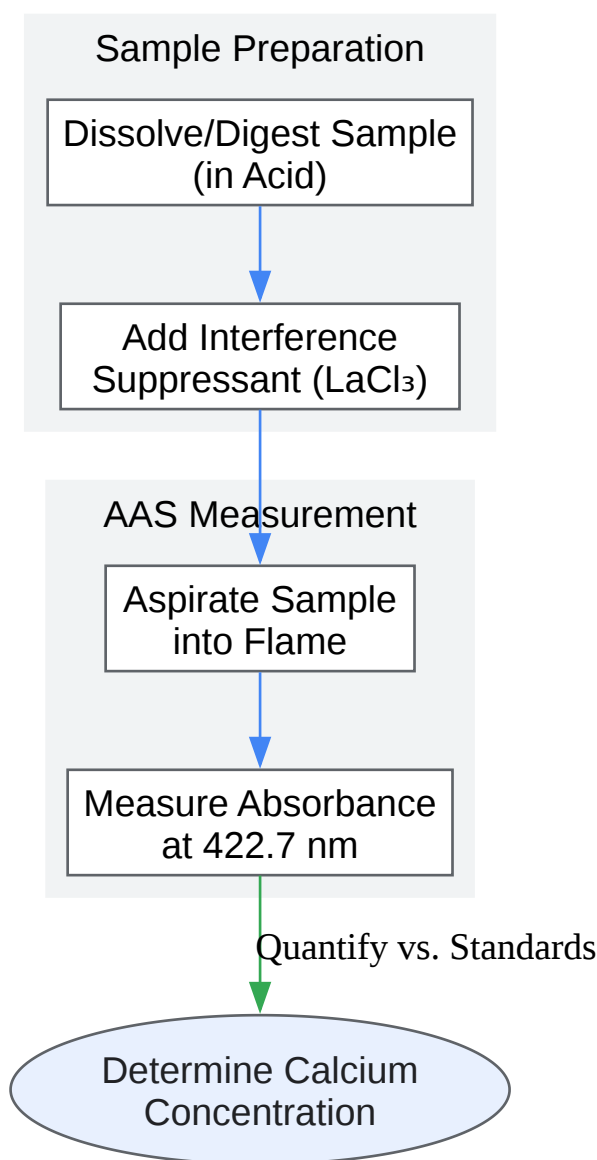 Sample Preparation
Dissolve/Digest Sample
(in Acid)
Add Interference
Suppressant (LaCl₃)
AAS Measurement
Aspirate Sample
into Flame
Measure Absorbance
at 422.7 nm
Quantify vs. Standards
Determine Calcium
Concentration